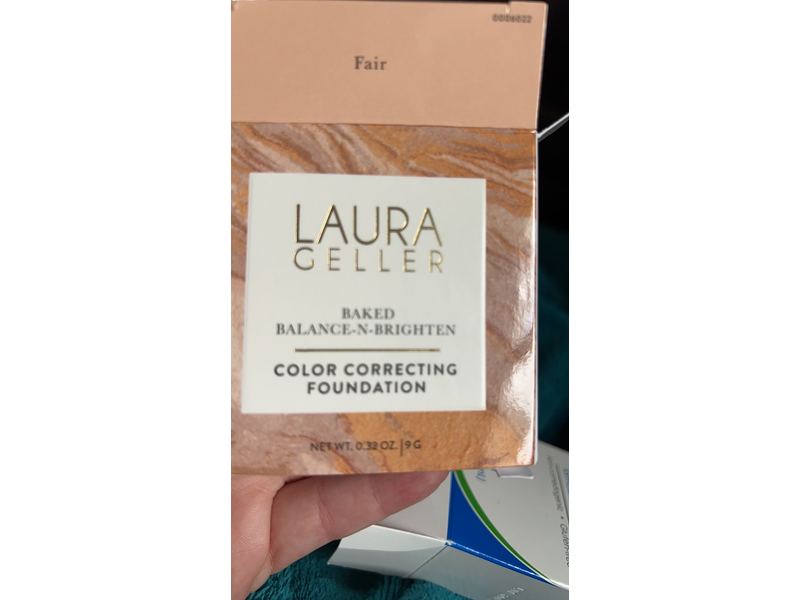 0006022
Fair
LAURA
GELLER
BAKED
BALANCE-N-BRIGHTEN
COLOR CORRECTING
FOUNDATION
NET WT. 0.32 OZ. | 9 G